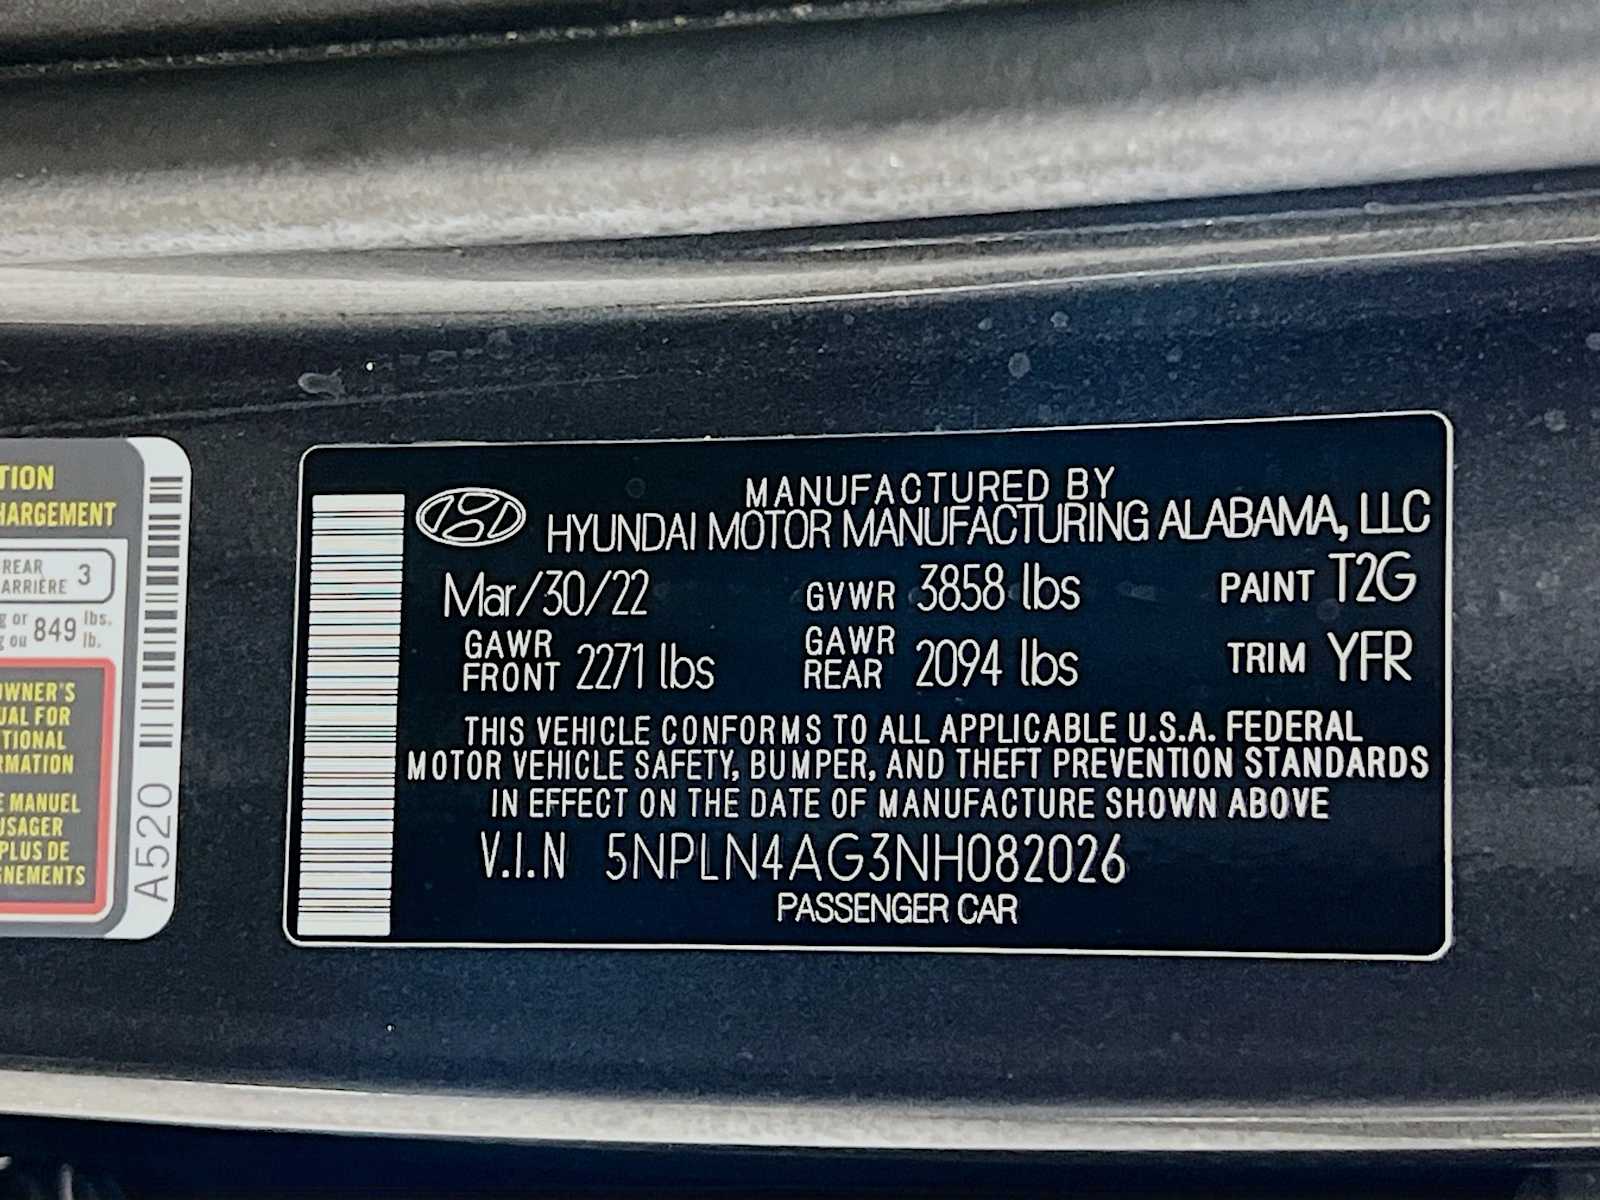 TION
HARGEMENT
REAR
ARRIÈRE 3
g or 849 lbs.
g ou lb.
OWNER'S
UAL FOR
TIONAL
RMATION
E MANUEL
USAGER
PLUS DE
GNEMENTS
A520
MANUFACTURED BY
HYUNDAI MOTOR MANUFACTURING ALABAMA, LLC
Mar/30/22 GVWR 3858 lbs PAINT T2G
GAWR FRONT 2271 lbs GAWR REAR 2094 lbs TRIM YFR
THIS VEHICLE CONFORMS TO ALL APPLICABLE U.S.A. FEDERAL
MOTOR VEHICLE SAFETY, BUMPER, AND THEFT PREVENTION STANDARDS
IN EFFECT ON THE DATE OF MANUFACTURE SHOWN ABOVE
V.I.N 5NPLN4AG3NH082026
PASSENGER CAR